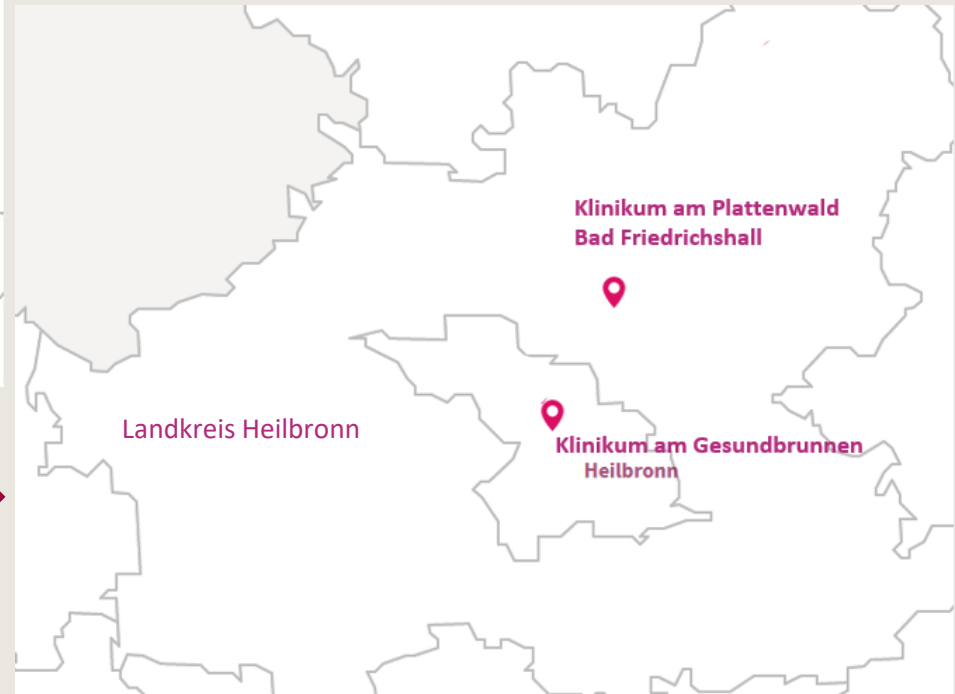 Klinikum am Plattenwald
Bad Friedrichshall
Landkreis Heilbronn
Klinikum am Gesundbrunnen
Heilbronn